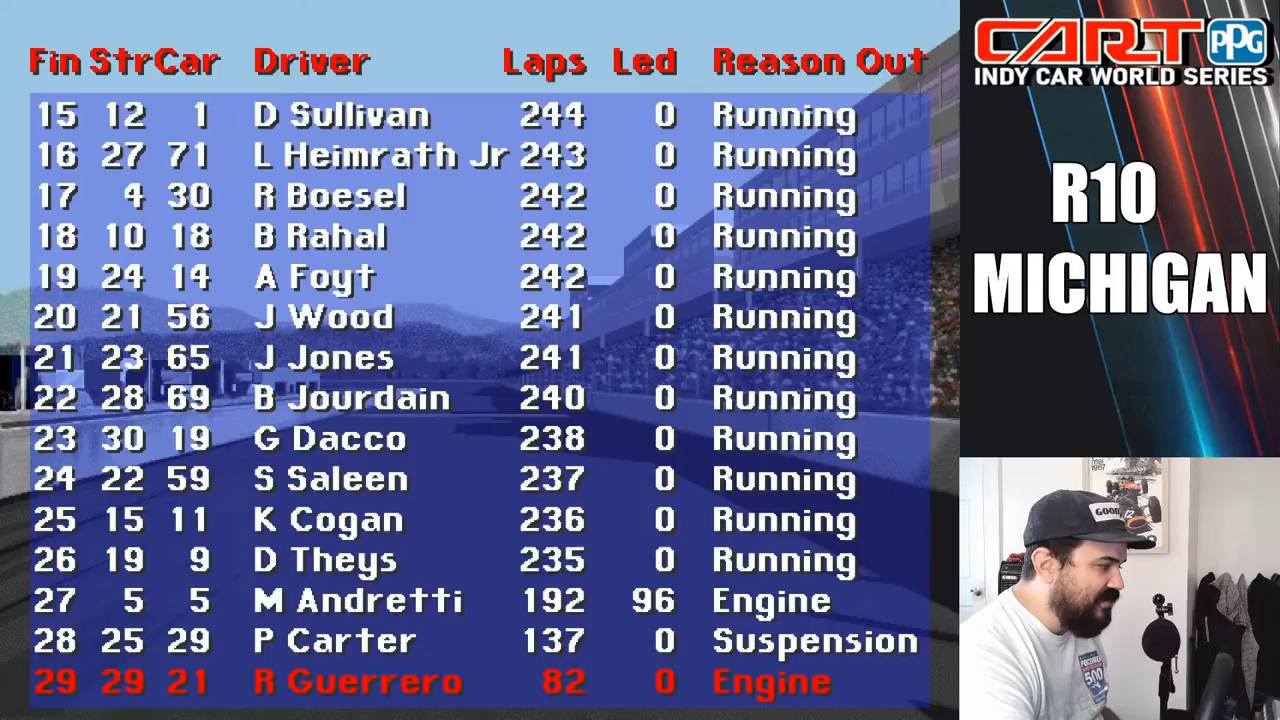 Fin Str Car Driver Laps Led Reason Out
15 12 1 D Sullivan 244 0 Running
16 27 71 L Heimrath Jr 243 0 Running
17 4 30 R Boesel 242 0 Running
18 10 18 B Rahal 242 0 Running
19 24 14 A Foyt 242 0 Running
20 21 56 J Wood 241 0 Running
21 23 65 J Jones 241 0 Running
22 28 69 B Jourdain 240 0 Running
23 30 19 G Dacco 238 0 Running
24 22 59 S Saleen 237 0 Running
25 15 11 K Cogan 236 0 Running
26 19 9 D Theys 235 0 Running
27 5 5 M Andretti 192 96 Engine
28 25 29 P Carter 137 0 Suspension
29 29 21 R Guerrero 82 0 Engine
CART PPG
INDY CAR WORLD SERIES
R10
MICHIGAN
mei
1967
12
500